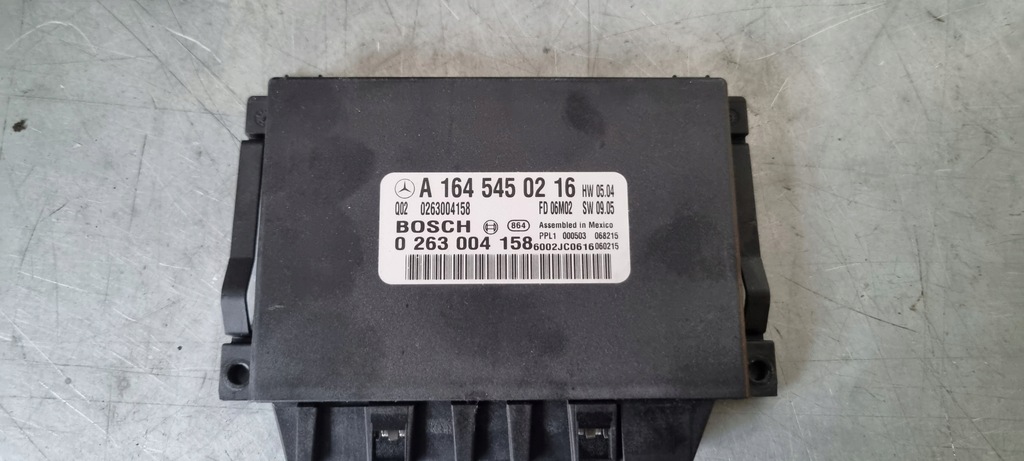 A 164 545 02 16 HW 05.04
Q02 0263004158 FD 06M02 SW 09.05
BOSCH 864 Assembled in Mexico
PPL1 000503 068215
0 263 004 158 6002JC0616 060215